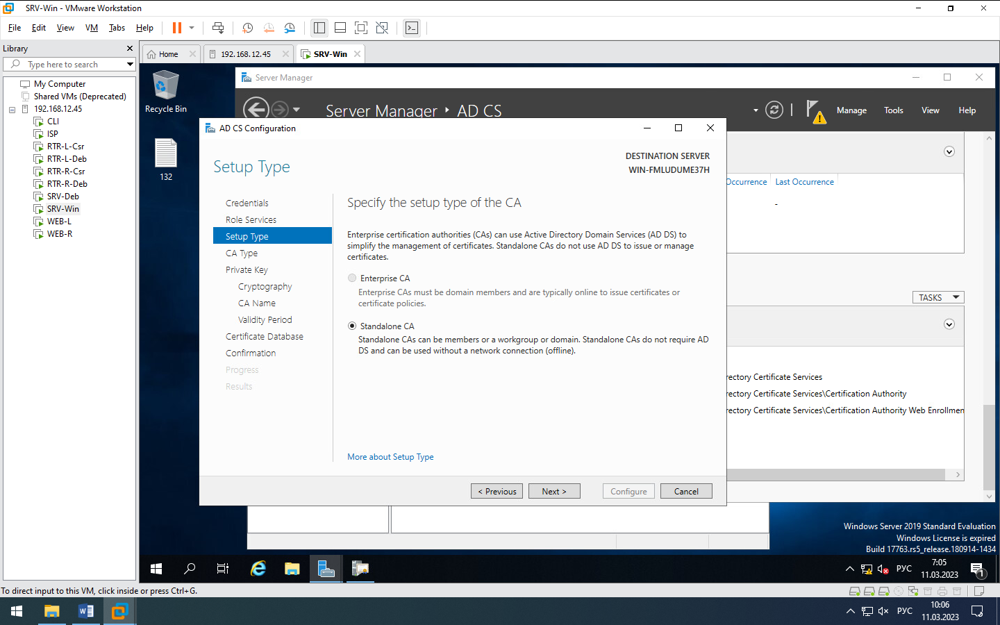 SRV-Win - VMware Workstation
File Edit View VM Tabs Help
Library
Type here to search
My Computer
Shared VMs (Deprecated)
192.168.12.45
CLI
ISP
RTR-L-Csr
RTR-L-Deb
RTR-R-Csr
RTR-R-Deb
SRV-Deb
SRV-Win
WEB-L
WEB-R
Home
192.168.12.45
SRV-Win
Recycle Bin
132
Server Manager
Server Manager AD CS
Manage Tools View Help
AD CS Configuration
Setup Type
DESTINATION SERVER
WIN-FMLUDUME37H
Credentials
Role Services
Setup Type
CA Type
Private Key
Cryptography
CA Name
Validity Period
Certificate Database
Confirmation
Progress
Results
Specify the setup type of the CA
Enterprise certification authorities (CAs) can use Active Directory Domain Services (AD DS) to
simplify the management of certificates. Standalone CAs do not use AD DS to issue or manage
certificates.
Enterprise CA
Enterprise CAs must be domain members and are typically online to issue certificates or
certificate policies.
Standalone CA
Standalone CAs can be members or a workgroup or domain. Standalone CAs do not require AD
DS and can be used without a network connection (offline).
More about Setup Type
< Previous
Next >
Configure
Cancel
Occurrence Last Occurrence
-
TASKS
rectory Certificate Services
rectory Certificate Services\Certification Authority
rectory Certificate Services\Certification Authority Web Enrollmen
Windows Server 2019 Standard Evaluation
Windows License is expired
Build 17763.rs5_release.180914-1434
РУС
7:05
11.03.2023
1
To direct input to this VM, click inside or press Ctrl+G.
РУС
10:06
11.03.2023